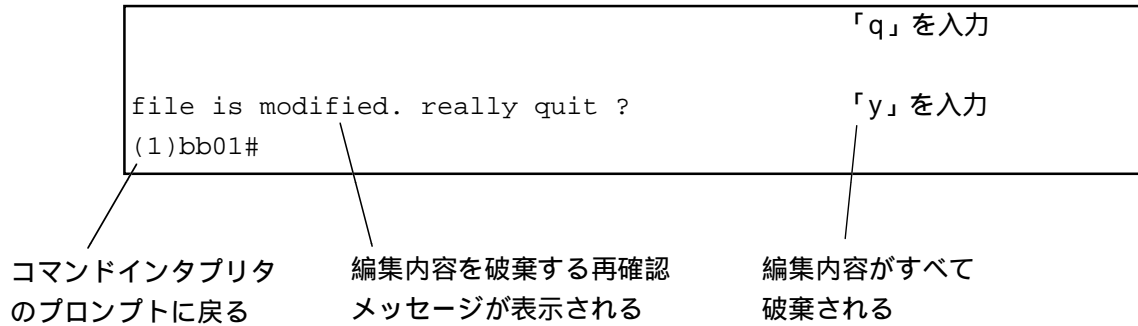 「q」を入力
file is modified. really quit ? 「y」を入力
(1)bb01#
コマンドインタプリタ
のプロンプトに戻る
編集内容を破棄する再確認
メッセージが表示される
編集内容がすべて
破棄される